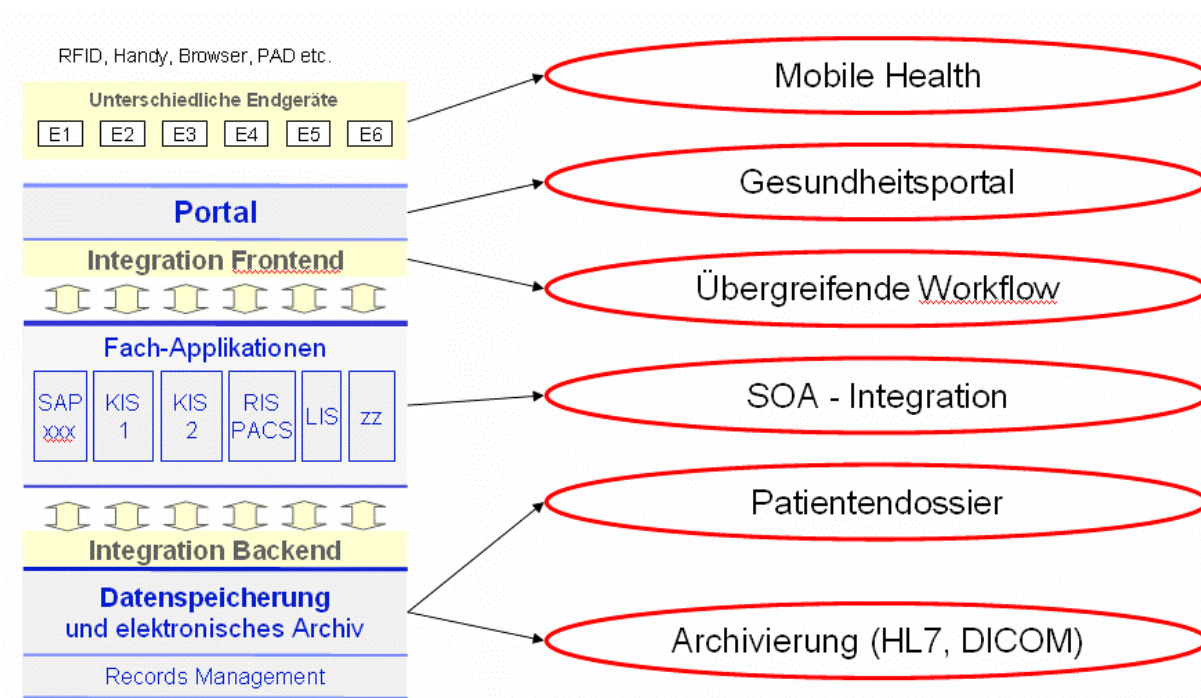 RFID, Handy, Browser, PAD etc.
Unterschiedliche Endgeräte
E1 E2 E3 E4 E5 E6
Portal
Integration Frontend
Fach-Applikationen
SAP xxx
KIS 1
KIS 2
RIS PACS
LIS
zz
Integration Backend
Datenspeicherung
und elektronisches Archiv
Records Management
Mobile Health
Gesundheitsportal
Übergreifende Workflow
SOA - Integration
Patientendossier
Archivierung (HL7, DICOM)